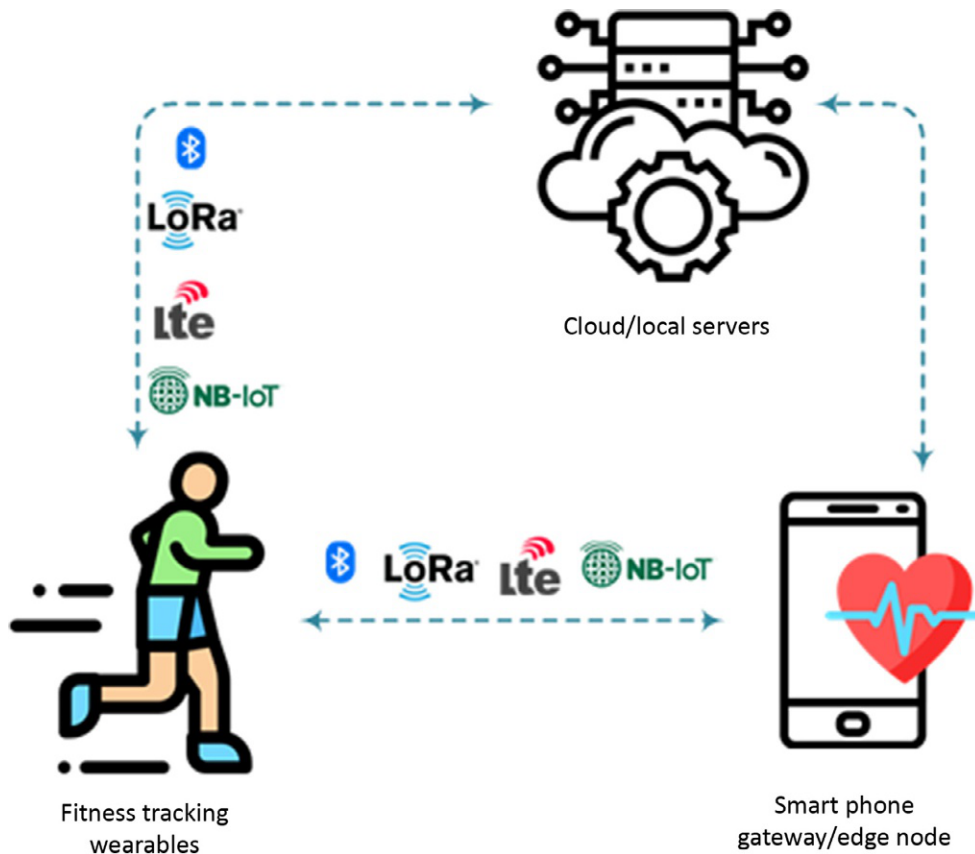 LoRa
Lte
NB-IoT
Cloud/local servers
LoRa Lte NB-IoT
Fitness tracking
wearables
Smart phone
gateway/edge node